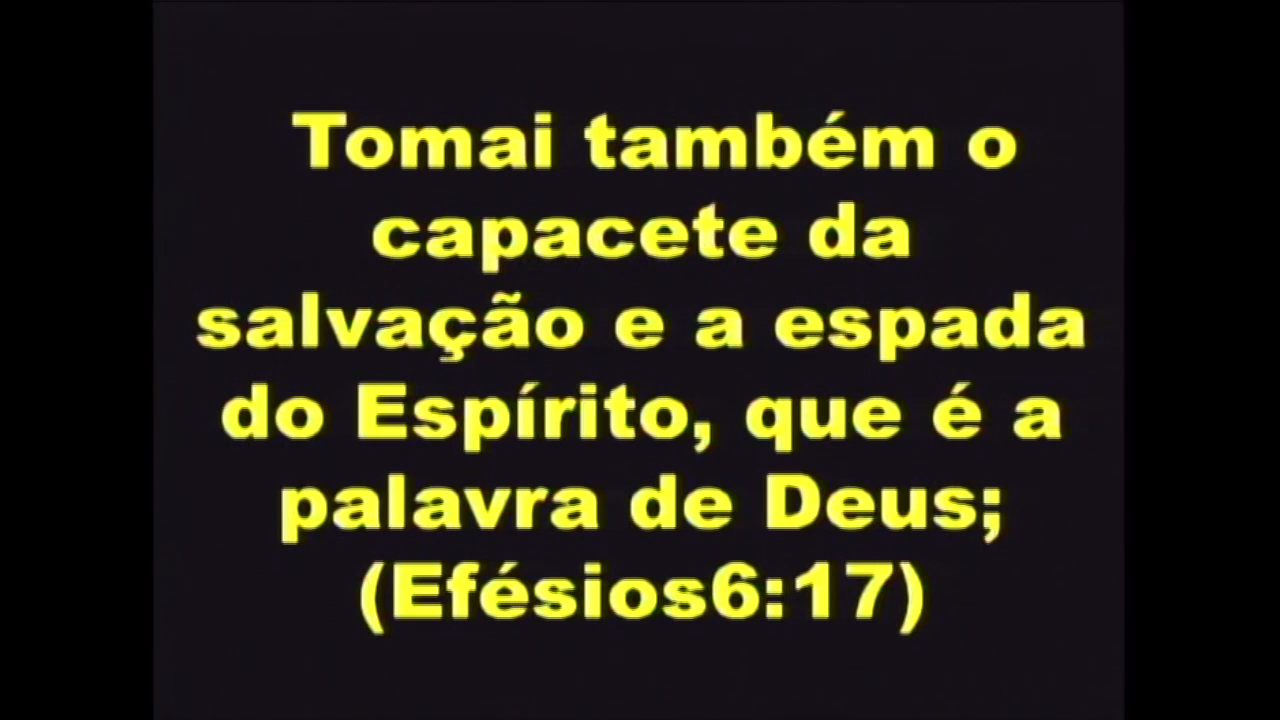 Tomai também o
capacete da
salvação e a espada
do Espírito, que é a
palavra de Deus;
(Efésios6:17)